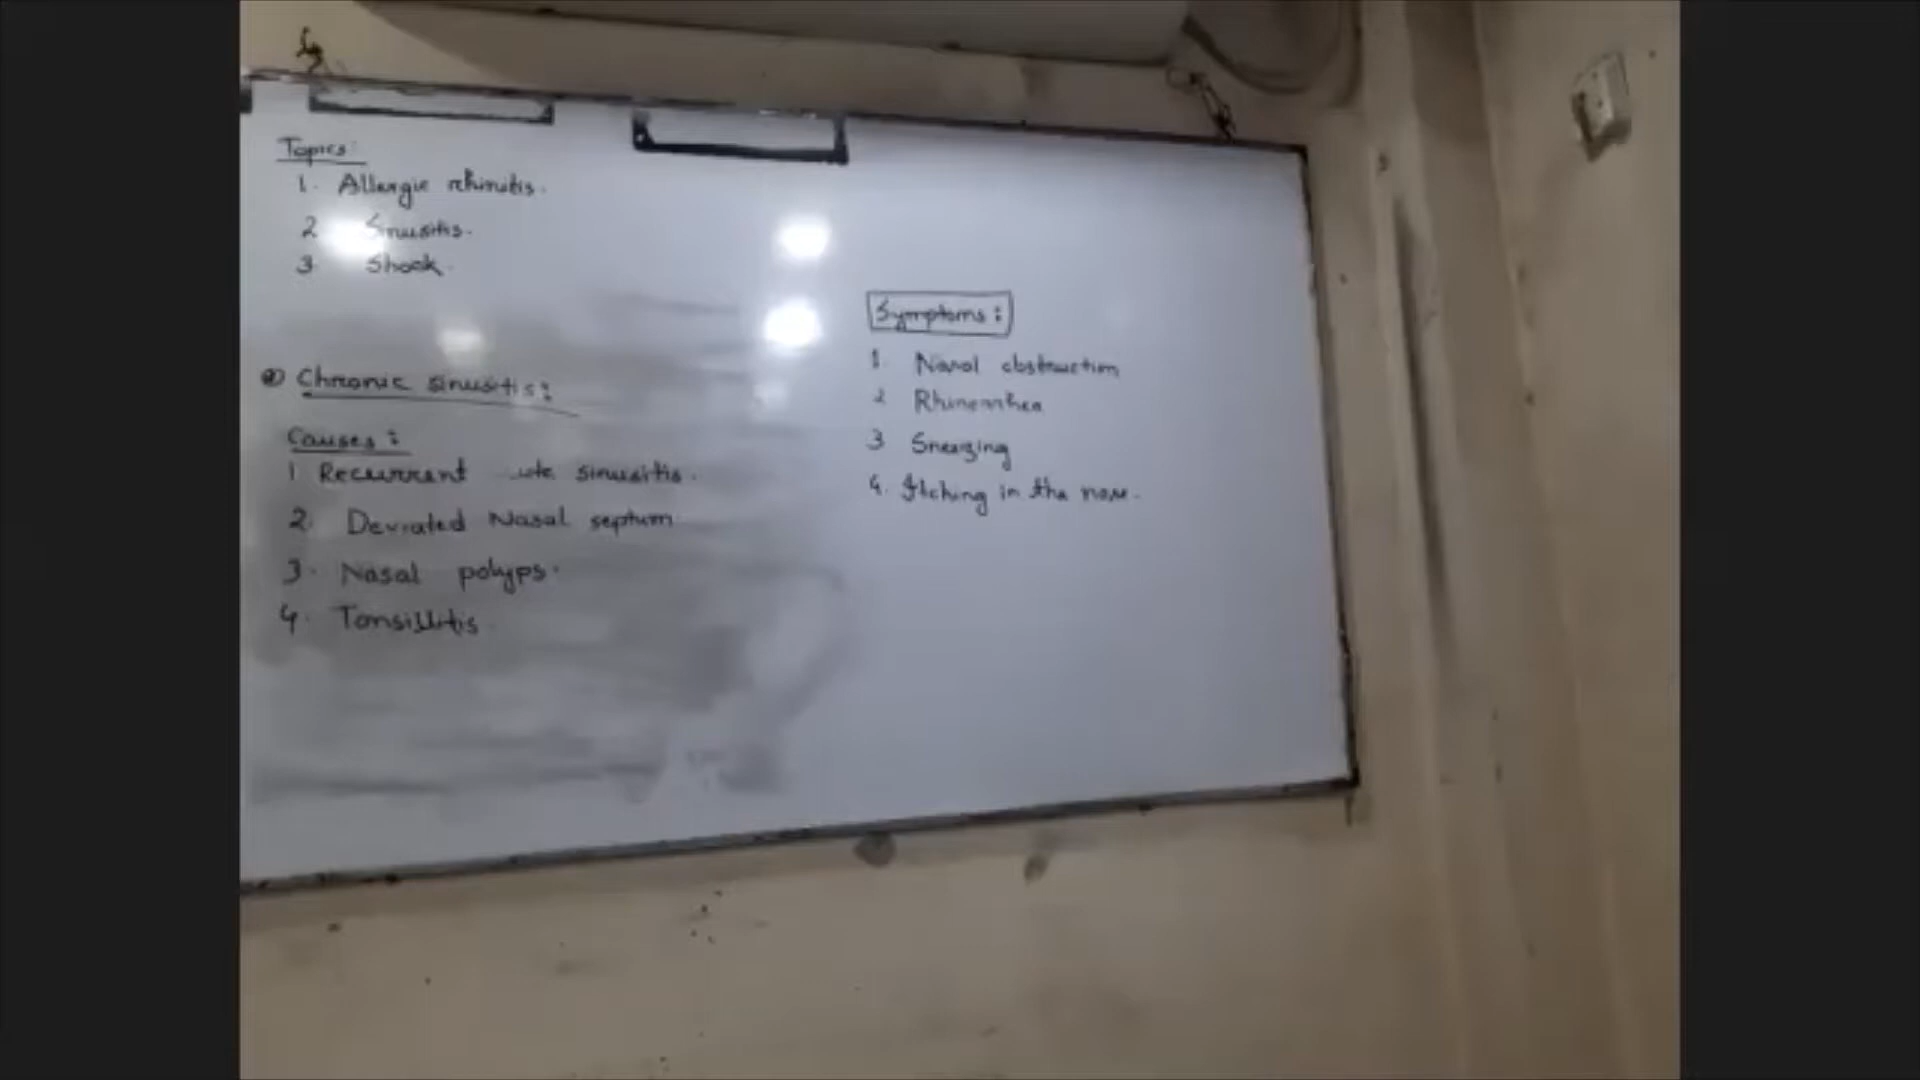 Topics:
1. Allergic rhinitis.
2 Sinusitis.
3 Shock.
Chronic sinusitis:
Causes:
1 Recurrent sinusitis.
2. Deviated Nasal septum
3. Nasal polyps.
4. Tonsillitis.
Symptoms:
1. Nasal obstruction
2 Rhinorrhea
3 Sneezing
4. Itching in the nose.